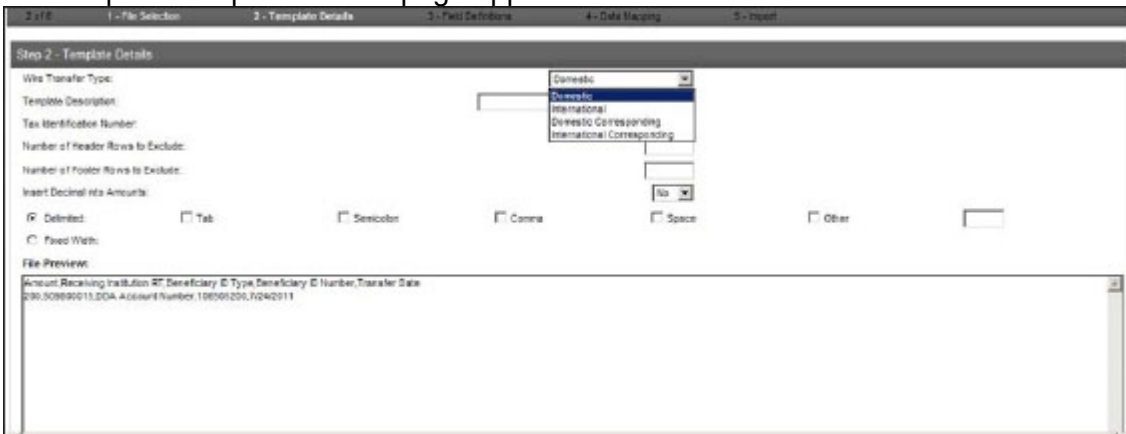 2 of 6 1 - File Selection 2 - Template Details 3 - Field Definitions 4 - Data Mapping 5 - Import
Step 2 - Template Details
Wire Transfer Type: Domestic
Domestic
International
Domestic Corresponding
International Corresponding
Template Description:
Tax Identification Number:
Number of Header Rows to Exclude:
Number of Footer Rows to Exclude:
Insert Decimal into Amounts: No
Delimited: Tab Semicolon Comma Space Other
Fixed Width:
File Preview:
Amount,Receiving Institution RT,Beneficiary ID Type,Beneficiary ID Number,Transfer Date
DDA Account Number 7/24/2011